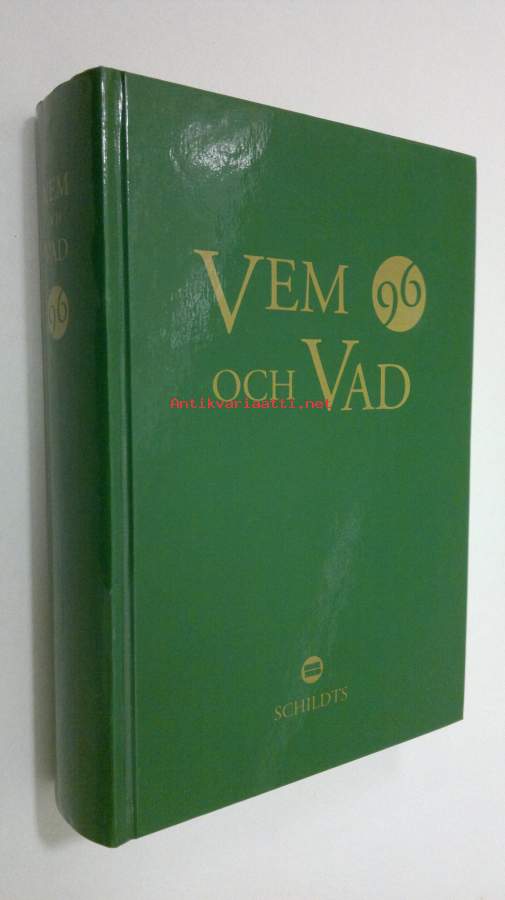 VEM 96
OCH VAD
Antikvariaatti.net
SCHILDTS
VEM
OCH
VAD
96